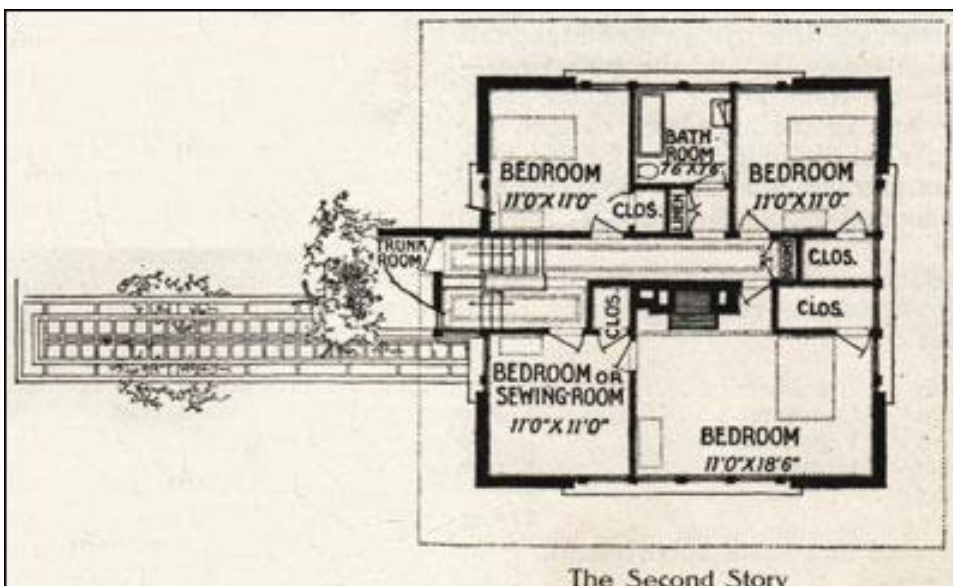 BEDROOM
11'0"X11'0"
BATH-
ROOM
7'6"X7'6"
BEDROOM
11'0"X11'0"
CLOS.
LINEN
TRUNK
ROOM
BROOMS
CLOS.
CLOS.
CLOS.
BEDROOM OR
SEWING-ROOM
11'0"X11'0"
BEDROOM
11'0"X18'6"
The Second Story